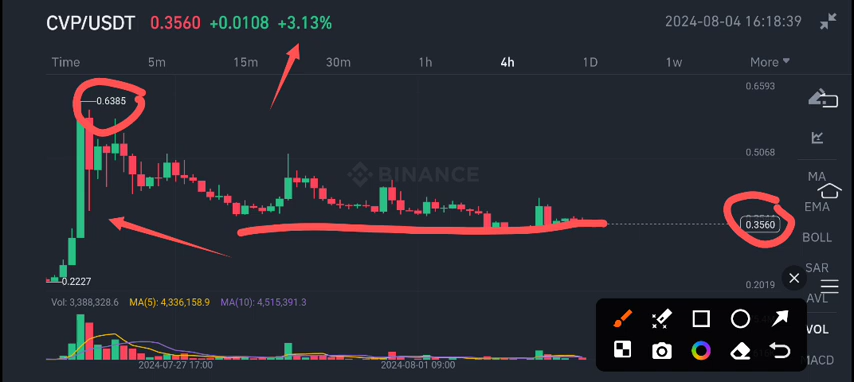 CVP/USDT 0.3560 +0.0108 +3.13% 2024-08-04 16:18:39
Time 5m 15m 30m 1h 4h 1D 1w More
0.6593
0.6385
0.5068
BINANCE
MA
EMA
0.3560
BOLL
SAR
0.2227
0.2019
AVL
Vol: 3,388,328.6 MA(5): 4,336,158.9 MA(10): 4,515,391.3
VOL
MACD
2024-07-27 17:00 2024-08-01 09:00